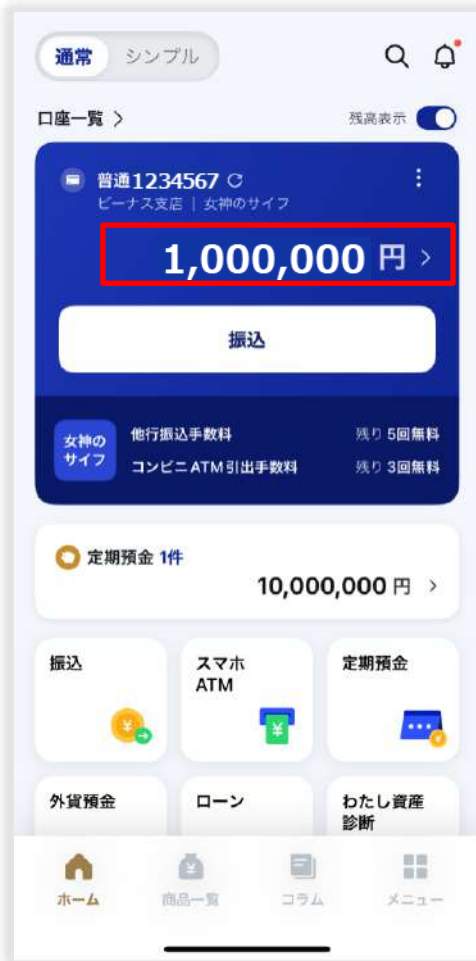 通常 シンプル
口座一覧 >
残高表示
普通1234567
ビーナス支店 | 女神のサイフ
1,000,000 円 >
振込
女神の
サイフ
他行振込手数料 残り 5回無料
コンビニATM引出手数料 残り 3回無料
定期預金 1件
10,000,000 円 >
振込
スマホ
ATM
定期預金
外貨預金
ローン
わたし資産
診断
ホーム 商品一覧 コラム メニュー